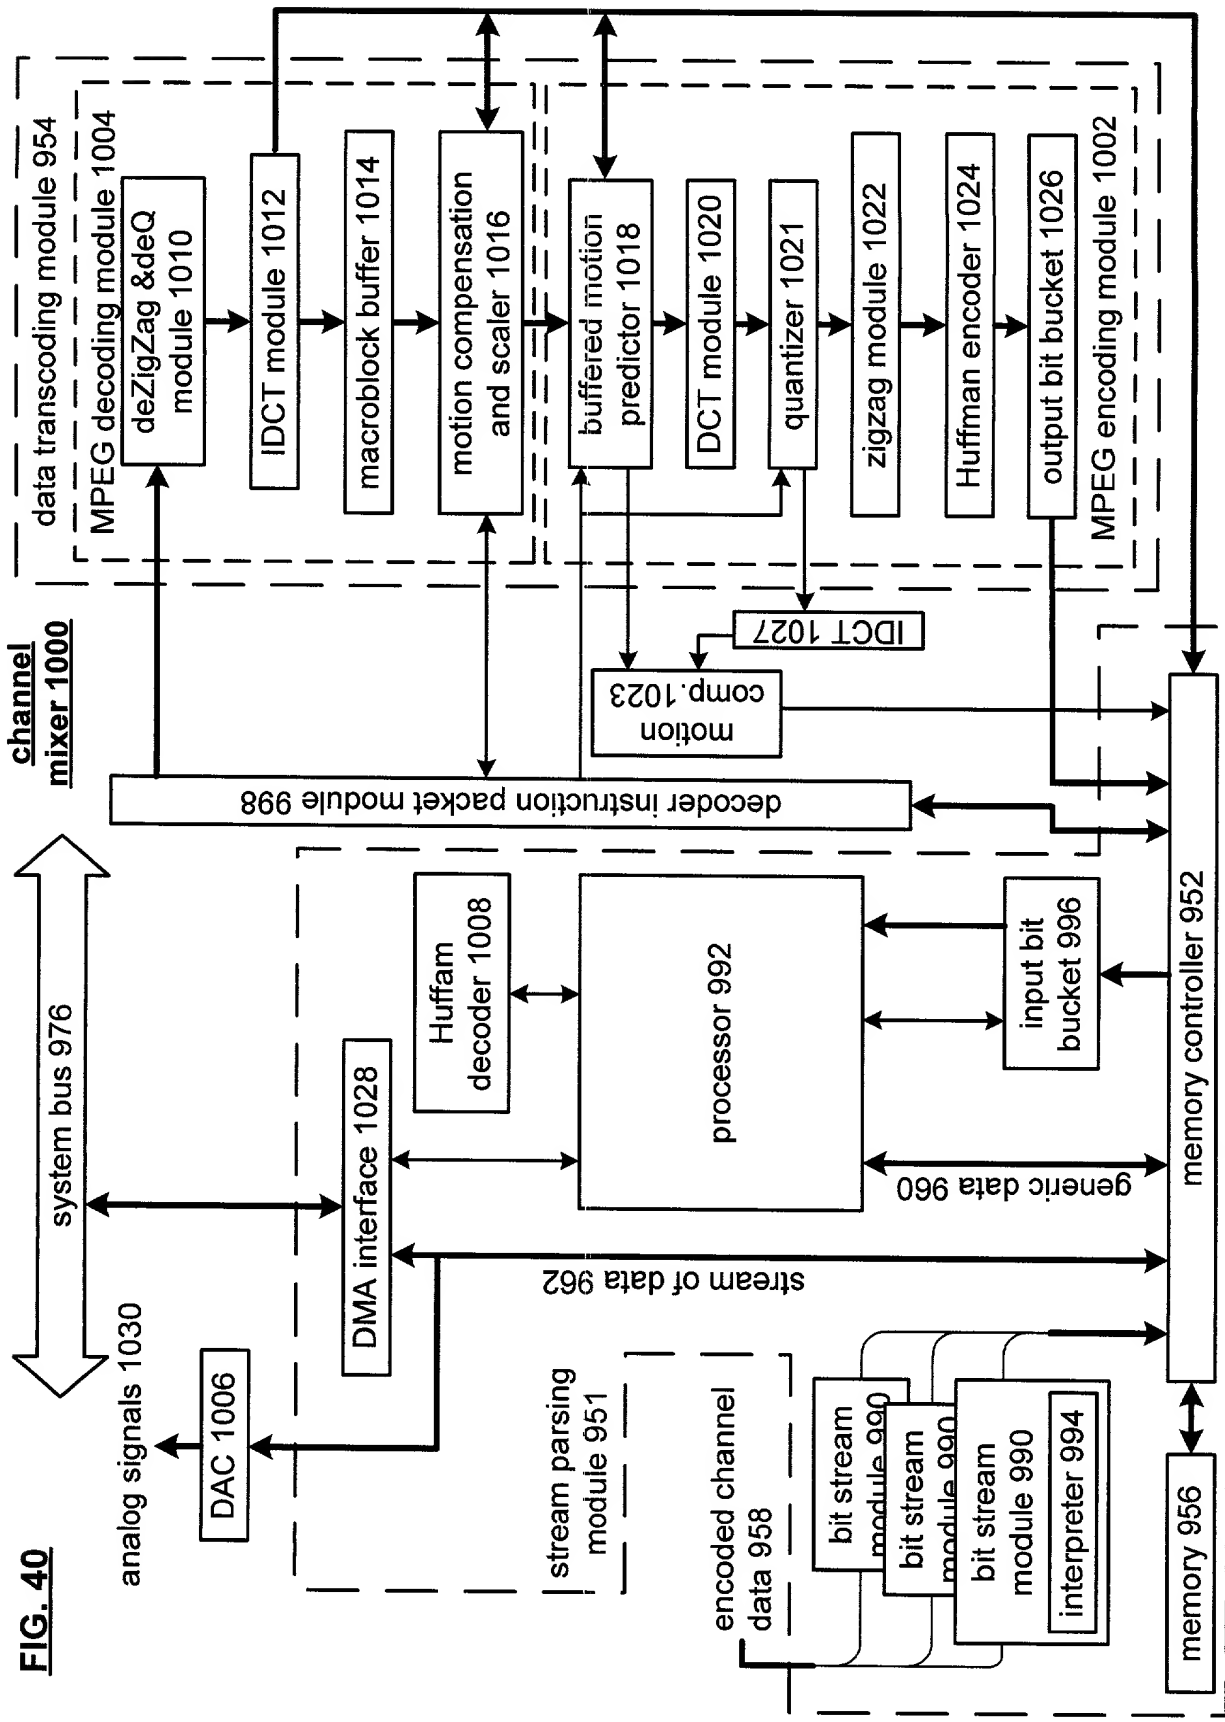 FIG. 40
channel
mixer 1000
system bus 976
analog signals 1030
DAC 1006
DMA interface 1028
Huffam
decoder 1008
processor 992
input bit
bucket 996
generic data 960
stream of data 962
stream parsing
module 951
encoded channel
data 958
bit stream
module 990
bit stream
module 990
bit stream
module 990
interpreter 994
memory 956
memory controller 952
decoder instruction packet module 998
motion
comp. 1023
IDCT 1027
data transcoding module 954
MPEG decoding module 1004
deZigZag &deQ
module 1010
IDCT module 1012
macroblock buffer 1014
motion compensation
and scaler 1016
buffered motion
predictor 1018
DCT module 1020
quantizer 1021
zigzag module 1022
Huffman encoder 1024
output bit bucket 1026
MPEG encoding module 1002